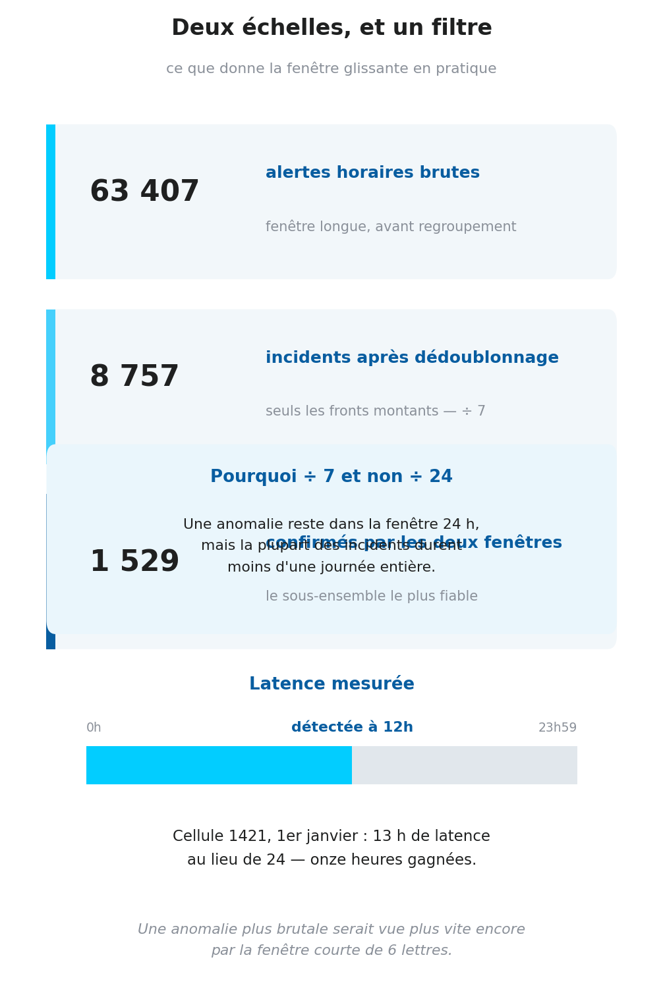 Deux échelles, et un filtre
ce que donne la fenêtre glissante en pratique
63 407
alertes horaires brutes
fenêtre longue, avant regroupement
8 757
incidents après dédoublonnage
seuls les fronts montants — ÷ 7
Pourquoi ÷ 7 et non ÷ 24
Une anomalie reste dans la fenêtre 24 h,
mais la plupart des incidents durent
moins d'une journée entière.
1 529
confirmés par les deux fenêtres
le sous-ensemble le plus fiable
Latence mesurée
0h
détectée à 12h
23h59
Cellule 1421, 1er janvier : 13 h de latence
au lieu de 24 — onze heures gagnées.
Une anomalie plus brutale serait vue plus vite encore
par la fenêtre courte de 6 lettres.